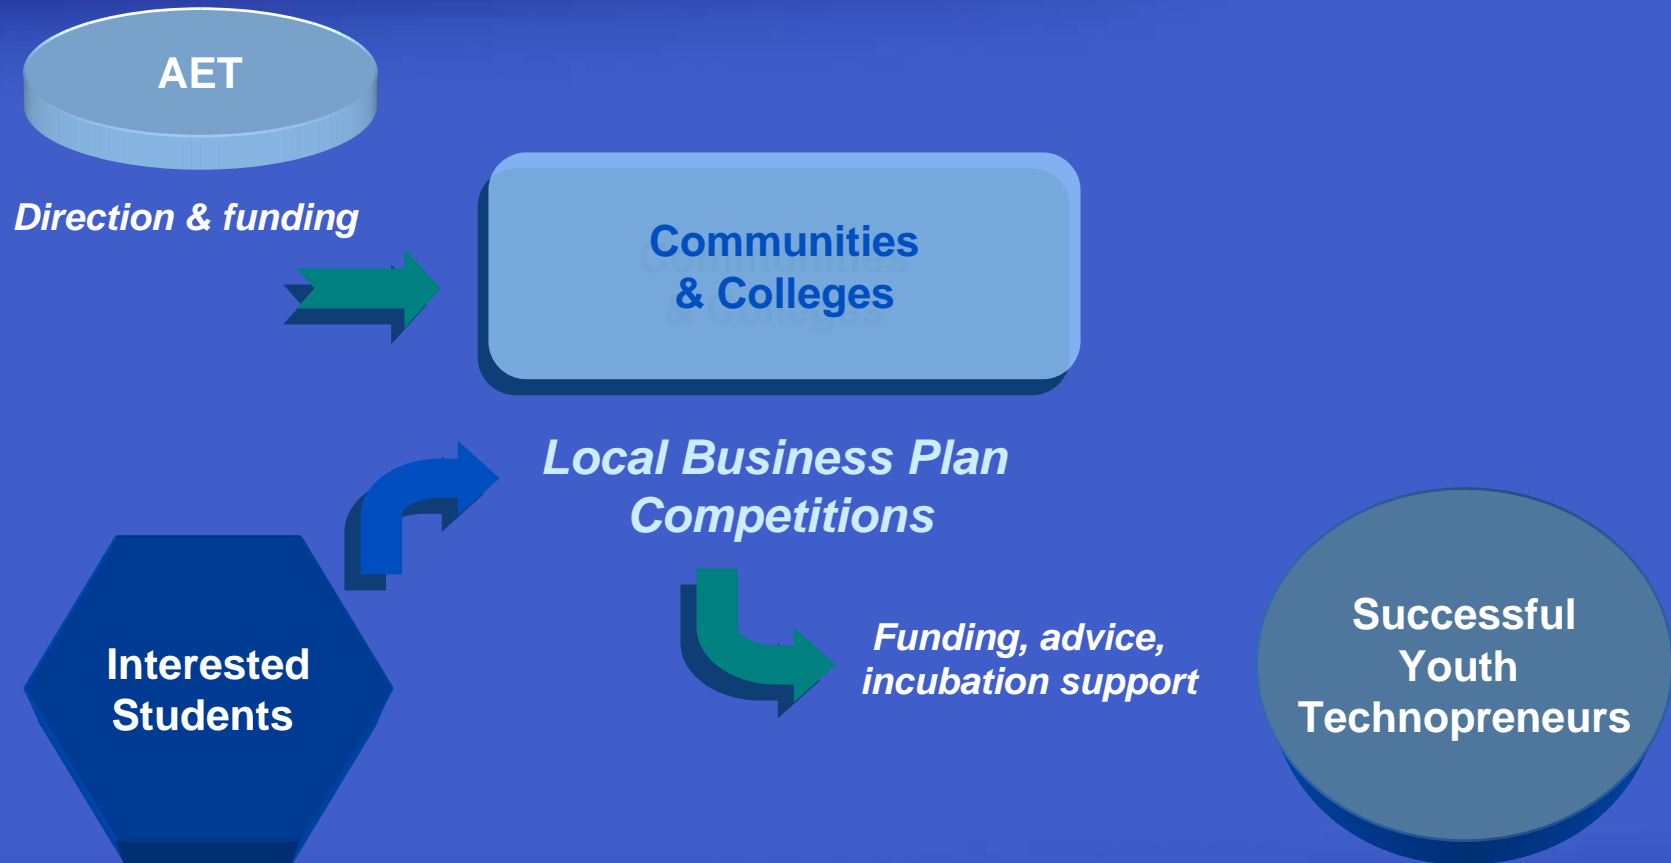 AET
Direction & funding
Communities
& Colleges
Local Business Plan
Competitions
Interested
Students
Funding, advice,
incubation support
Successful
Youth
Technopreneurs